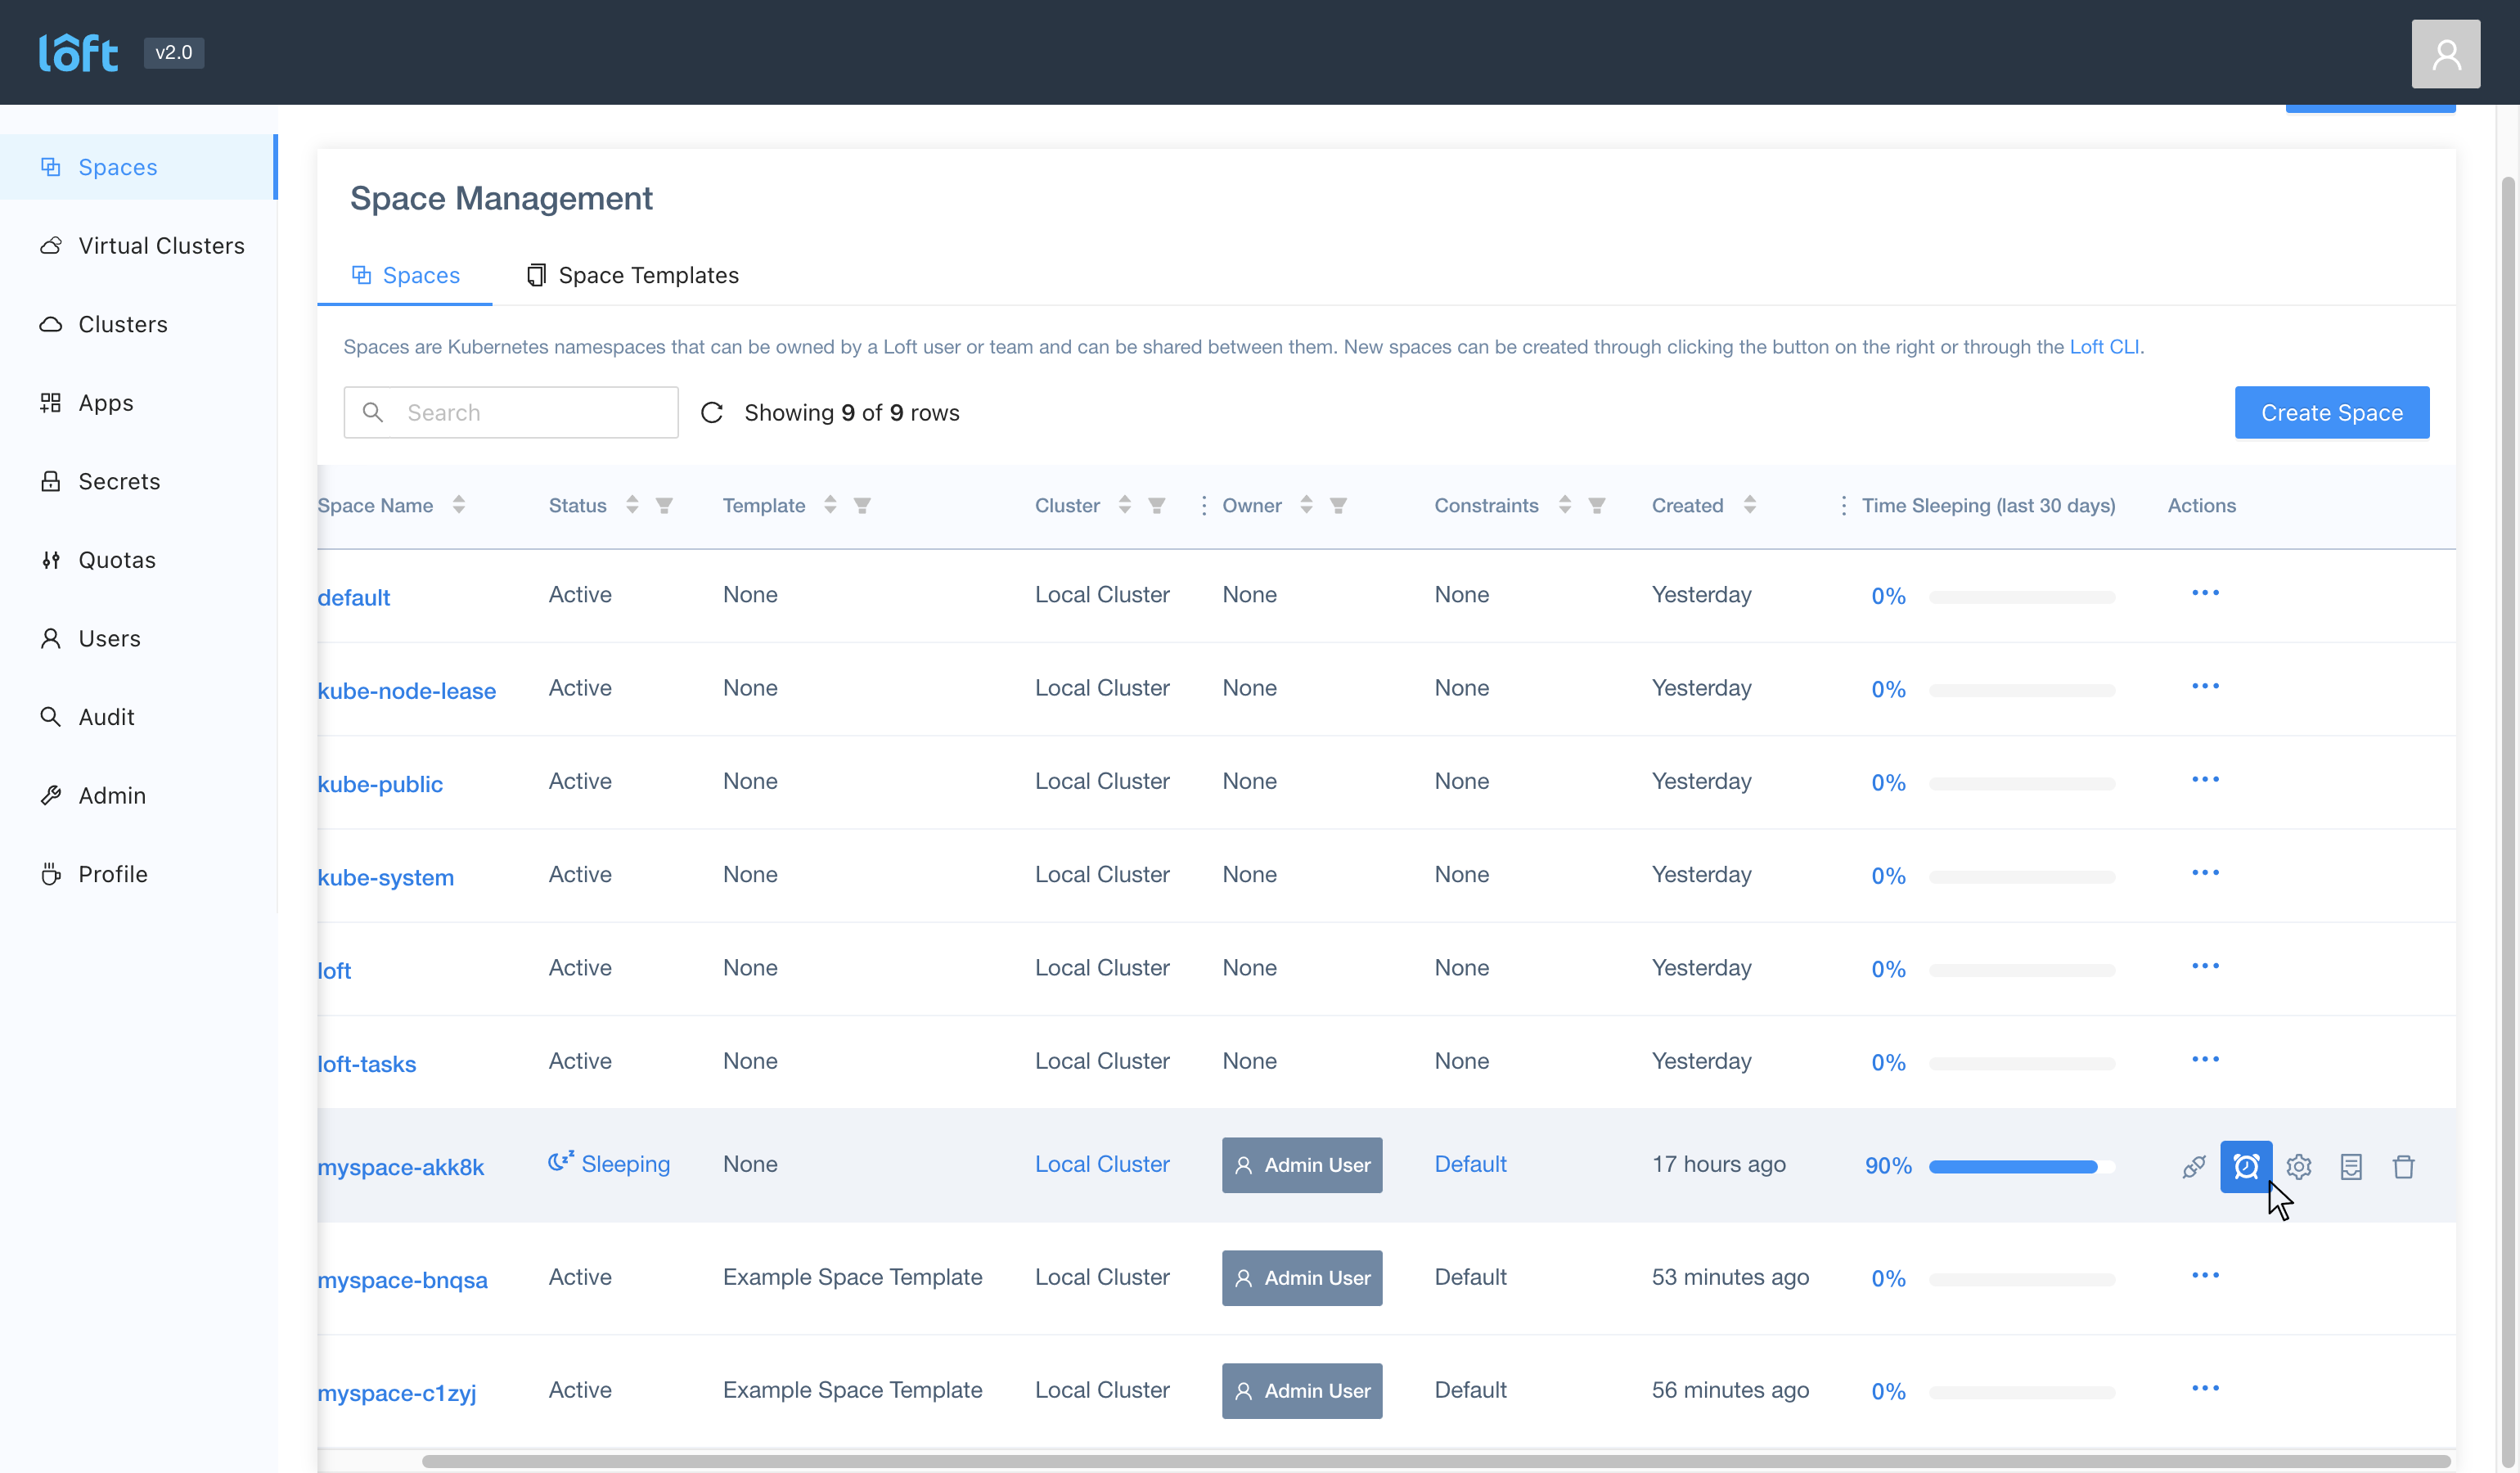 lôft v2.0
Spaces
Virtual Clusters
Clusters
Apps
Secrets
Quotas
Users
Audit
Admin
Profile
Space Management
Spaces Space Templates
Spaces are Kubernetes namespaces that can be owned by a Loft user or team and can be shared between them. New spaces can be created through clicking the button on the right or through the Loft CLI.
Search Showing 9 of 9 rows Create Space
Space Name Status Template Cluster Owner Constraints Created Time Sleeping (last 30 days) Actions
default Active None Local Cluster None None Yesterday 0%
kube-node-lease Active None Local Cluster None None Yesterday 0%
kube-public Active None Local Cluster None None Yesterday 0%
kube-system Active None Local Cluster None None Yesterday 0%
loft Active None Local Cluster None None Yesterday 0%
loft-tasks Active None Local Cluster None None Yesterday 0%
myspace-akk8k Sleeping None Local Cluster Admin User Default 17 hours ago 90%
myspace-bnqsa Active Example Space Template Local Cluster Admin User Default 53 minutes ago 0%
myspace-c1zyj Active Example Space Template Local Cluster Admin User Default 56 minutes ago 0%